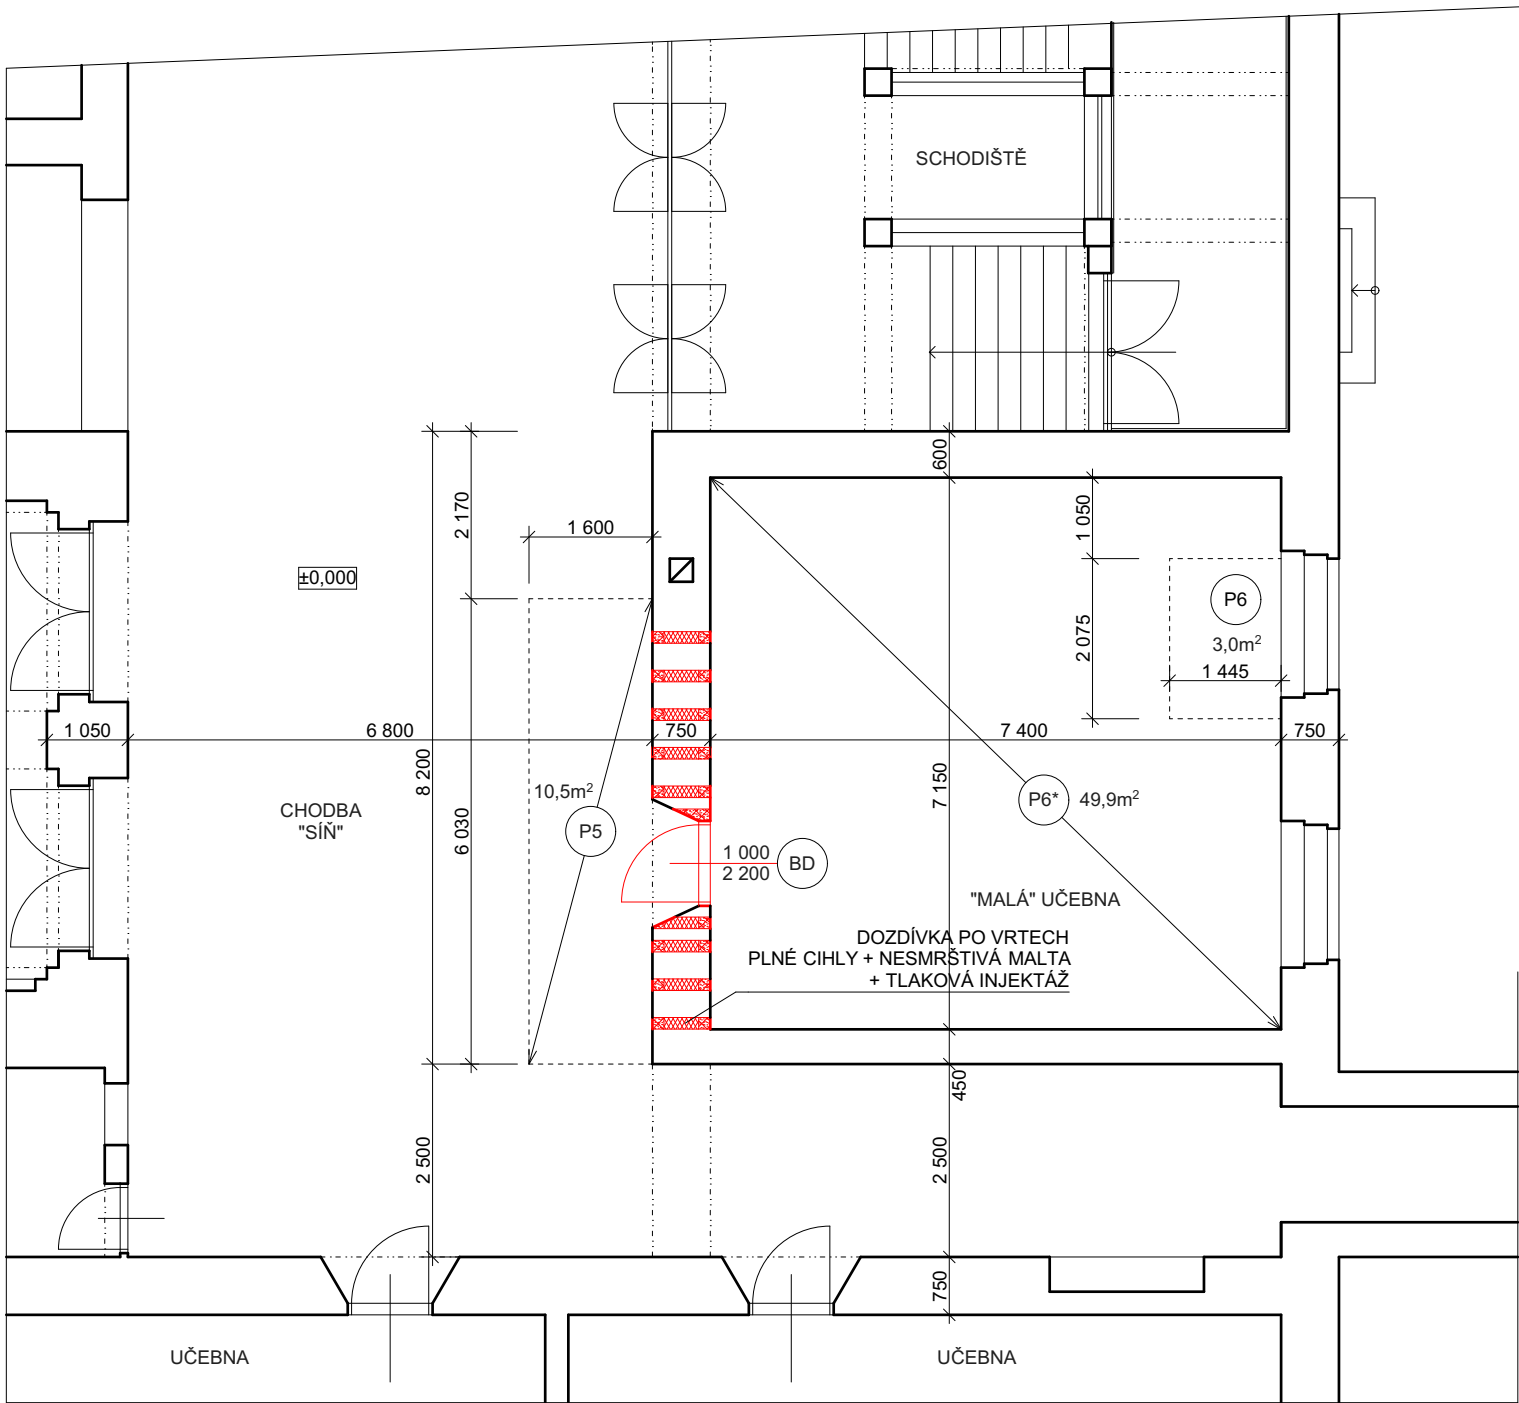 SCHODIŠTĚ
600
2 170
1 050
1 600
±0,000
P6
2 075
3,0m²
1 445
1 050
6 800
750
7 400
750
8 200
7 150
10,5m²
P6*
49,9m²
CHODBA
"SÍŇ"
6 030
P5
1 000
2 200
BD
"MALÁ" UČEBNA
DOZDÍVKA PO VRTECH
PLNÉ CIHLY + NESMRŠTIVÁ MALTA
+ TLAKOVÁ INJEKTÁŽ
450
2 500
2 500
750
UČEBNA
UČEBNA